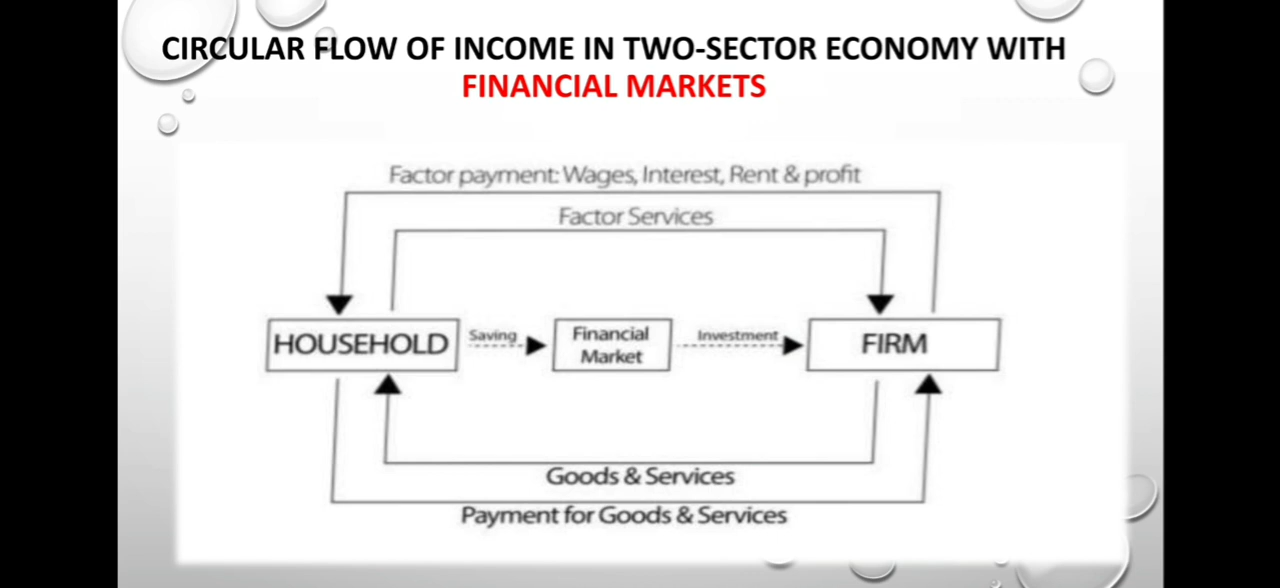 CIRCULAR FLOW OF INCOME IN TWO-SECTOR ECONOMY WITH
FINANCIAL MARKETS
Factor payment: Wages, Interest, Rent & profit
Factor Services
HOUSEHOLD
Saving
Financial
Market
Investment
FIRM
Goods & Services
Payment for Goods & Services